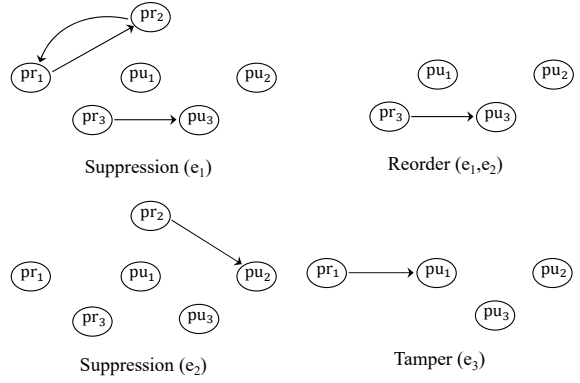 pr₂
pr₁ pu₁ pu₂
pr₃ pu₃
Suppression (e₁)
pu₁ pu₂
pr₃ pu₃
Reorder (e₁,e₂)
pr₂
pr₁ pu₁ pu₂
pr₃ pu₃
Suppression (e₂)
pr₁ pu₁ pu₂
pu₃
Tamper (e₃)